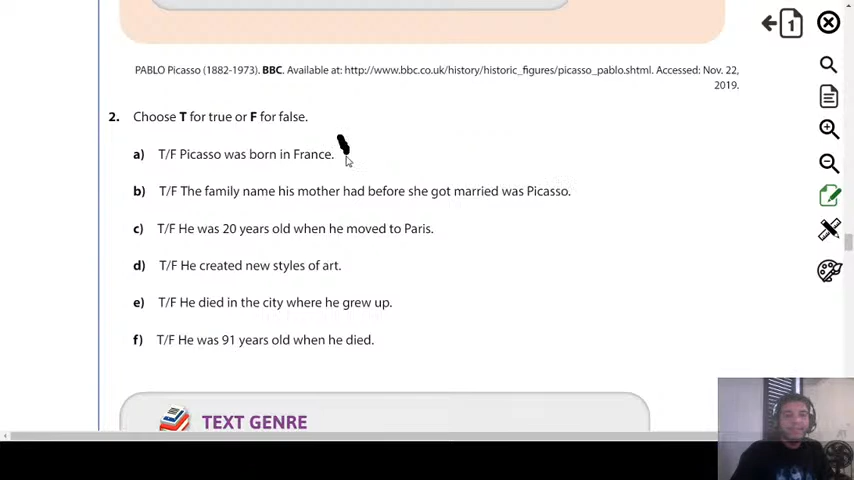 PABLO Picasso (1882-1973). BBC. Available at: http://www.bbc.co.uk/history/historic_figures/picasso_pablo.shtml. Accessed: Nov. 22,
2019.
2. Choose T for true or F for false.
a) T/F Picasso was born in France.
b) T/F The family name his mother had before she got married was Picasso.
c) T/F He was 20 years old when he moved to Paris.
d) T/F He created new styles of art.
e) T/F He died in the city where he grew up.
f) T/F He was 91 years old when he died.
TEXT GENRE
1